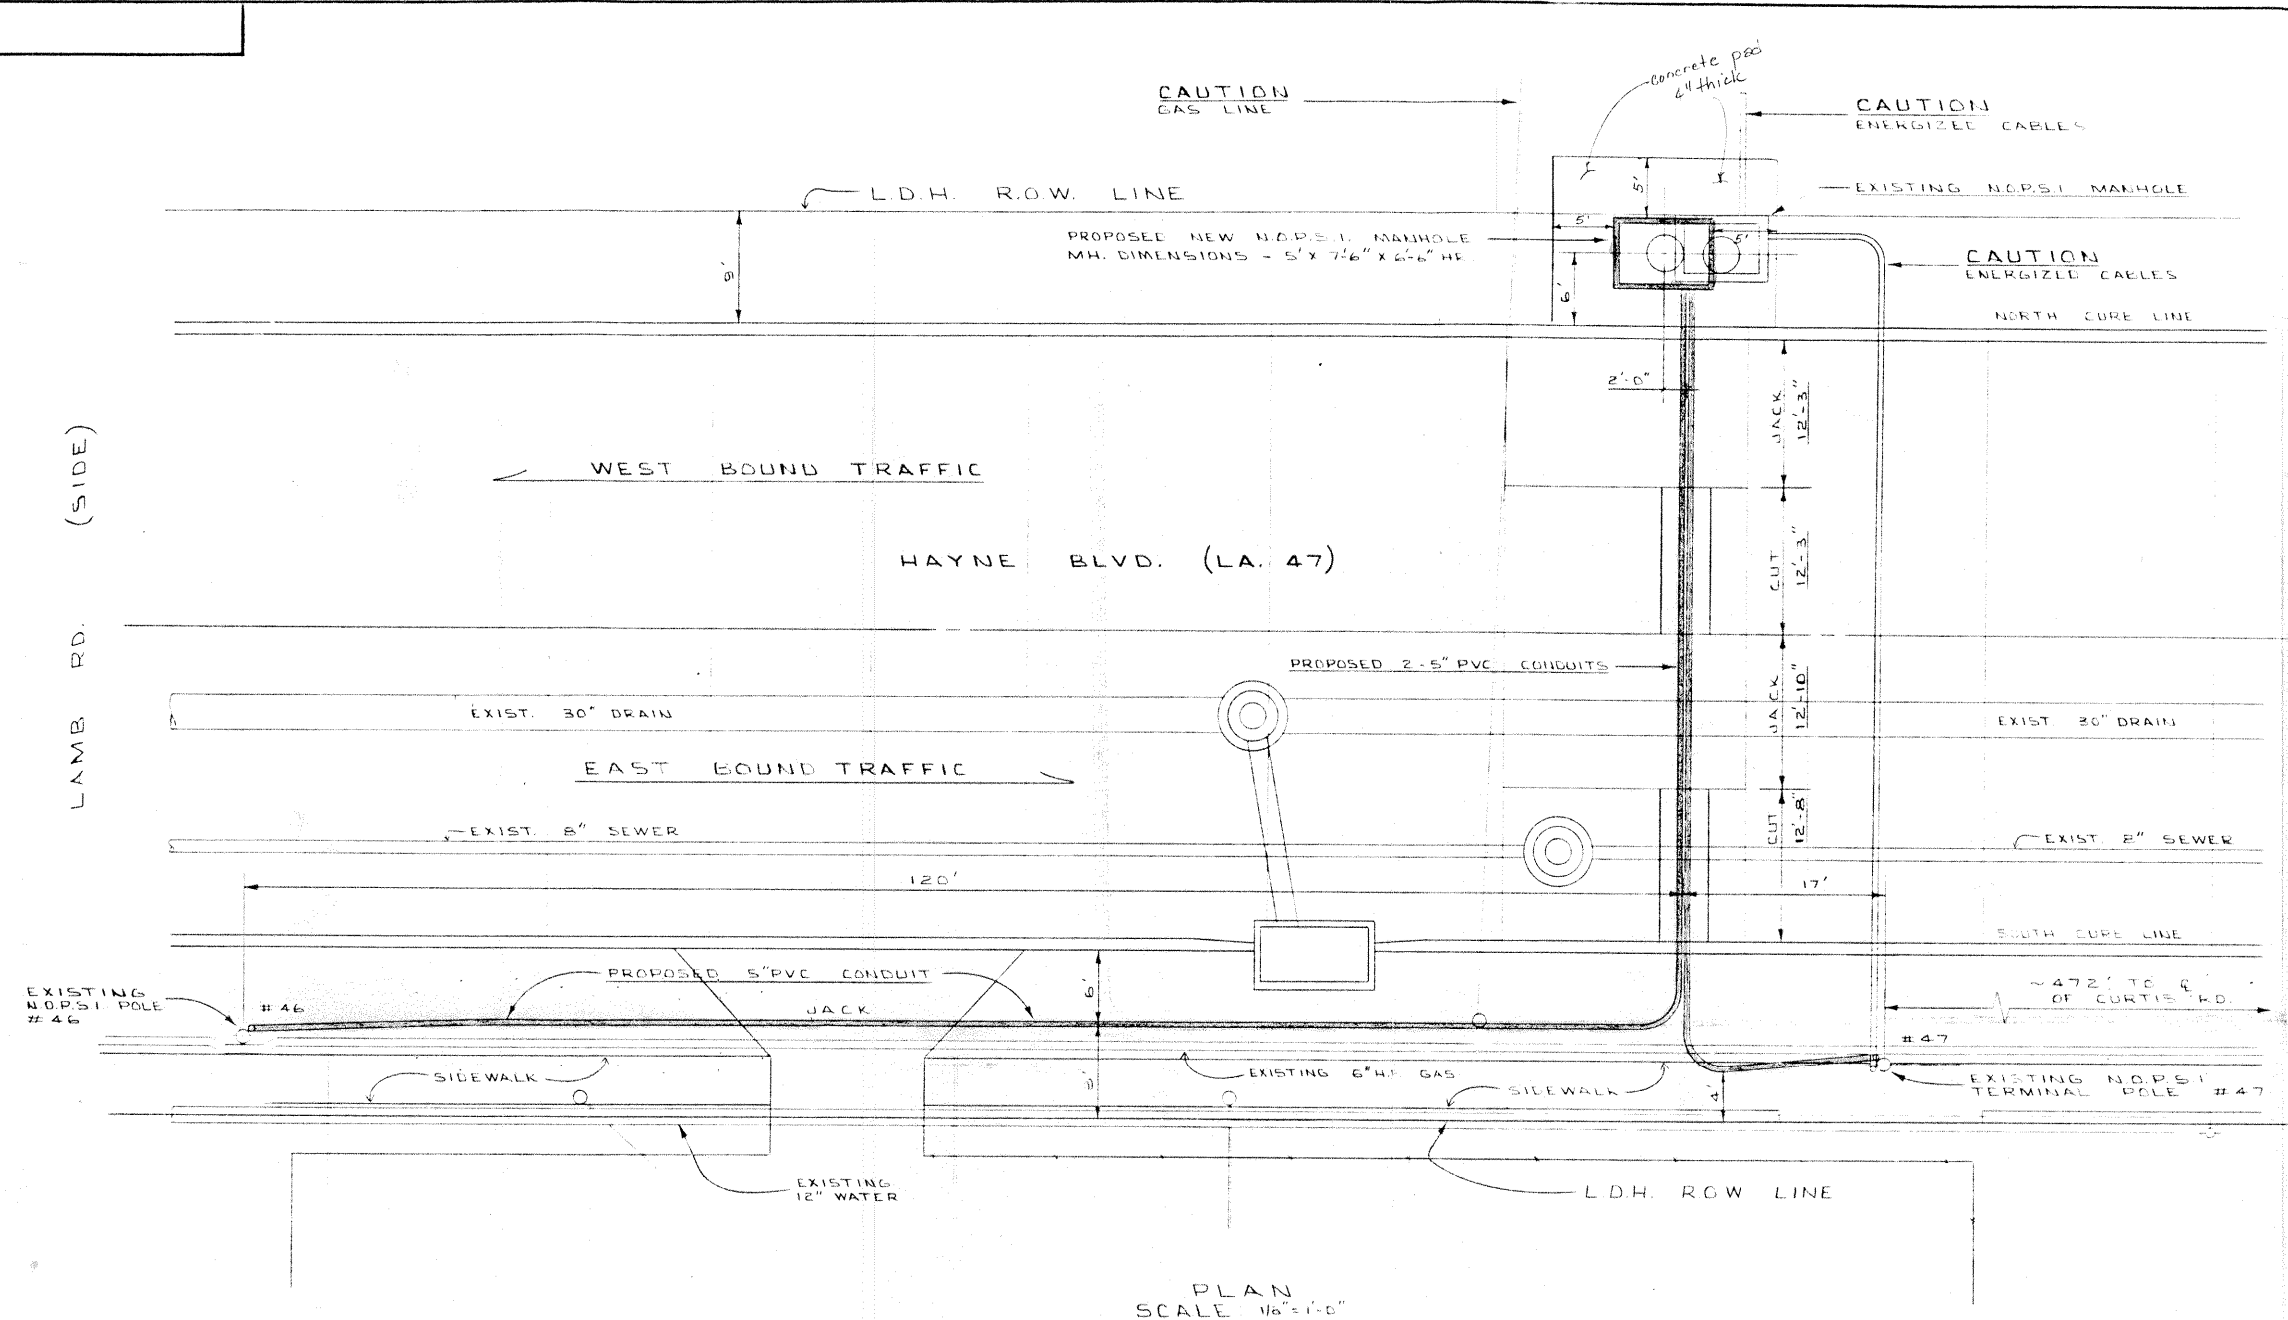 concrete pad
4" thick
CAUTION
GAS LINE
CAUTION
ENERGIZED CABLES
L.D.H. R.O.W. LINE
5'
EXISTING N.O.P.S.I MANHOLE
5'
PROPOSED NEW N.O.P.S.I. MANHOLE
MH. DIMENSIONS - 5' X 7'-6" X 6'-6" HF.
5'
9'
6'
CAUTION
ENERGIZED CABLES
NORTH CURB LINE
2'-0"
JACK
12'-3"
(SIDE)
WEST BOUND TRAFFIC
HAYNE BLVD. (LA. 47)
CUT
12'-3"
LAMB RD.
PROPOSED 2-5" PVC CONDUITS
JACK
12'-10"
EXIST. 30" DRAIN
EXIST. 30" DRAIN
EAST BOUND TRAFFIC
CUT
12'-8"
EXIST. 8" SEWER
EXIST. 8" SEWER
120'
17'
SOUTH CURB LINE
PROPOSED 5" PVC CONDUIT
6'
~472' TO ℄
OF CURTIS RD.
EXISTING
N.O.P.S.I POLE
# 46
# 46
JACK
# 47
SIDEWALK
EXISTING 6" H.P. GAS
SIDEWALK
4'
EXISTING N.O.P.S.I
TERMINAL POLE # 47
EXISTING
12" WATER
L.D.H. ROW LINE
PLAN
SCALE 1/8" = 1'-0"